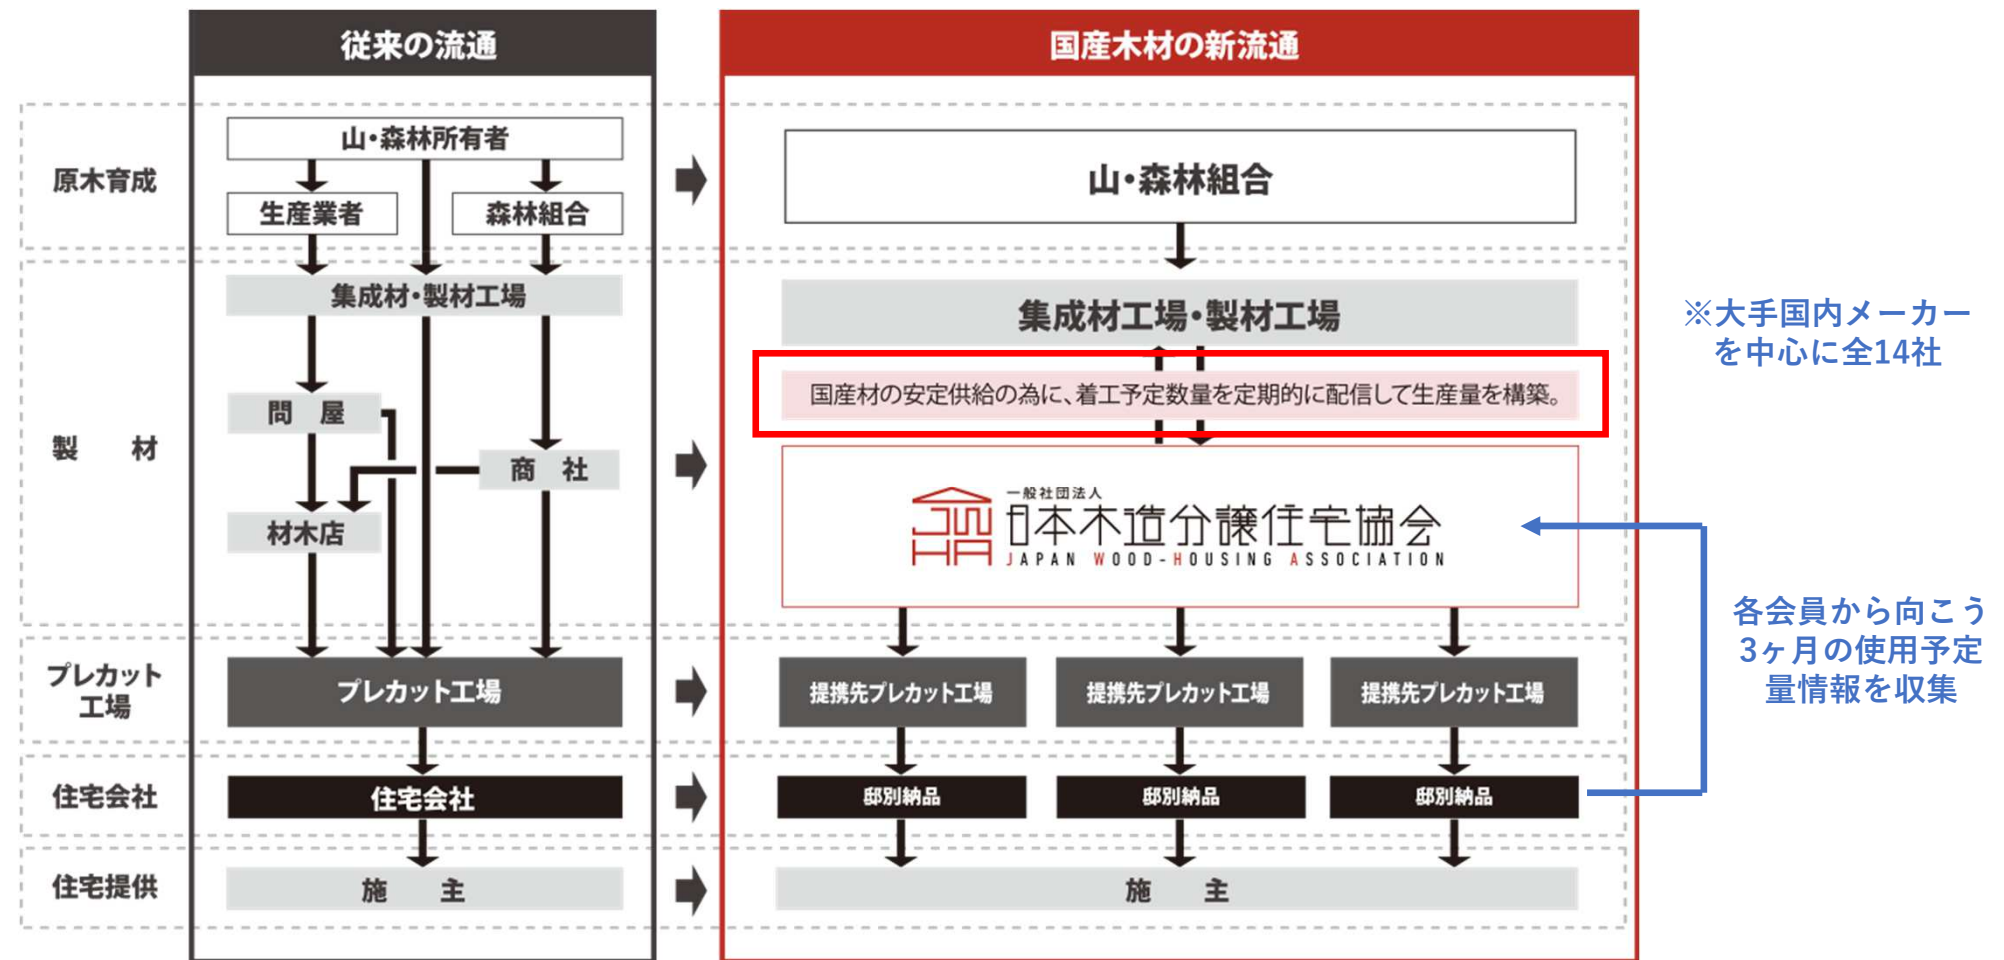 従来の流通
国産木材の新流通
原木育成
山・森林所有者
生産業者
森林組合
山・森林組合
製 材
集成材・製材工場
問 屋
商 社
材木店
集成材工場・製材工場
※大手国内メーカー
を中心に全14社
国産材の安定供給の為に、着工予定数量を定期的に配信して生産量を構築。
一般社団法人
日本木造分譲住宅協会
JAPAN WOOD-HOUSING ASSOCIATION
JWHA
各会員から向こう
3ヶ月の使用予定
量情報を収集
プレカット
工場
プレカット工場
提携先プレカット工場
提携先プレカット工場
提携先プレカット工場
住宅会社
住宅会社
邸別納品
邸別納品
邸別納品
住宅提供
施 主
施 主